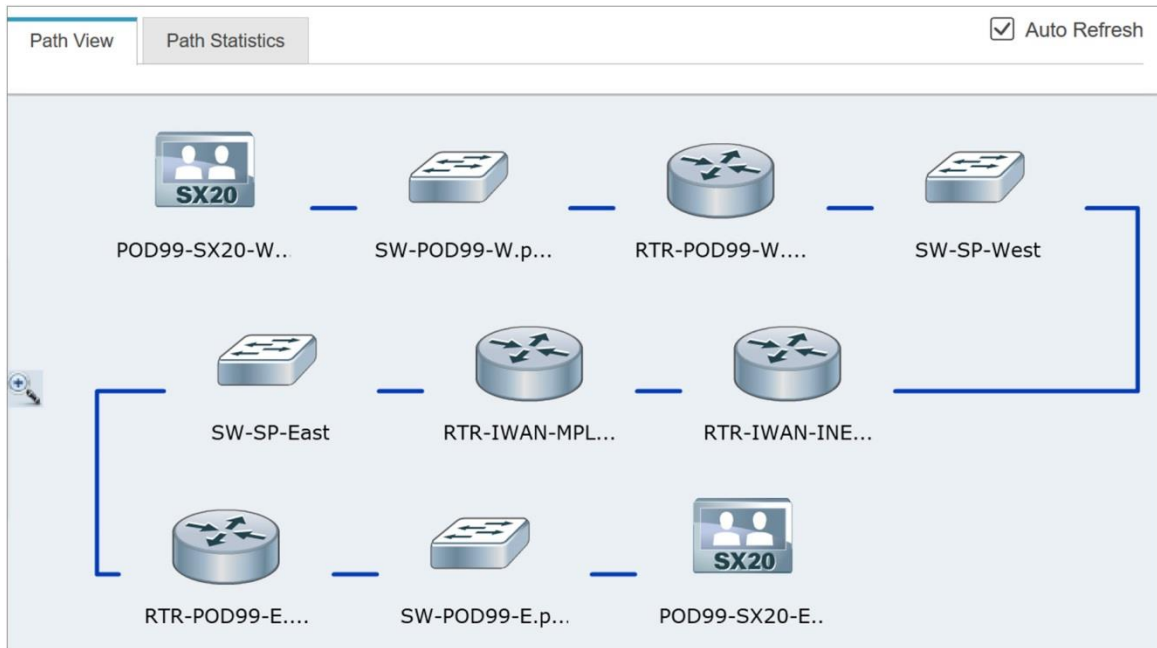 Path View
Path Statistics
Auto Refresh
SX20
POD99-SX20-W...
SW-POD99-W.p...
RTR-POD99-W....
SW-SP-West
SW-SP-East
RTR-IWAN-MPL...
RTR-IWAN-INE...
SX20
RTR-POD99-E....
SW-POD99-E.p...
POD99-SX20-E..